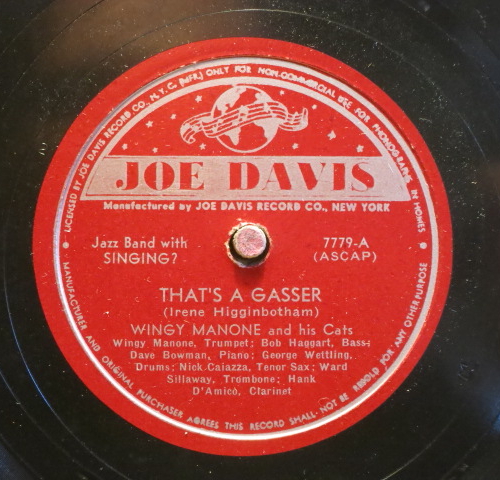 LICENSED BY JOE DAVIS RECORD CO., N.Y.C. (MFR.) ONLY FOR NON-COMMERCIAL USE FOR PHONOGRAPHS IN HOMES
JOE DAVIS
Manufactured by JOE DAVIS RECORD CO., NEW YORK
Jazz Band with
SINGING?
7779-A
(ASCAP)
THAT'S A GASSER
(Irene Higginbotham)
WINGY MANONE and his Cats
Wingy Manone, Trumpet; Bob Haggart, Bass;
Dave Bowman, Piano; George Wettling,
Drums; Nick Caiazza, Tenor Sax; Ward
Sillaway, Trombone; Hank
D'Amico, Clarinet
MANUFACTURER AND ORIGINAL PURCHASER AGREES THIS RECORD SHALL NOT BE RESOLD FOR ANY OTHER PURPOSE